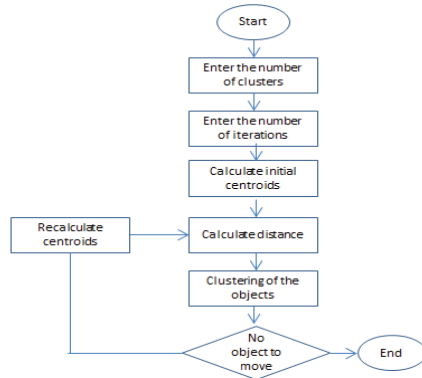 Start
Enter the number
of clusters
Enter the number
of iterations
Calculate initial
centroids
Recalculate
centroids
Calculate distance
Clustering of the
objects
No
object to
move
End